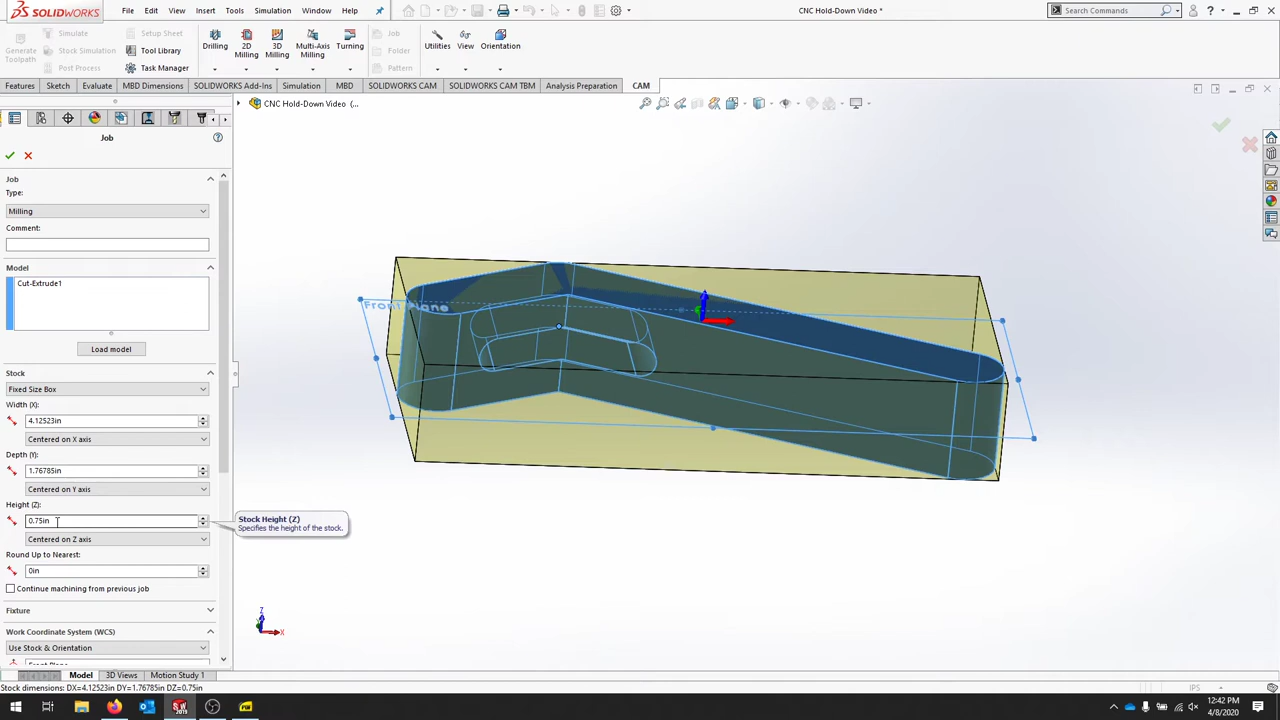 SOLIDWORKS
File
Edit
View
Insert
Tools
Simulation
Window
Help
CNC Hold-Down Video *
Search Commands
Generate Toolpath
Simulate
Stock Update
Post Process
Setup Sheet
Tool Library
Task Manager
Drilling
2D Milling
3D Milling
Multi-Axis Milling
Turning
Job
Folder
Pattern
Utilities
View
Orientation
Features
Sketch
Evaluate
MBD Dimensions
SOLIDWORKS Add-Ins
Simulation
MBD
SOLIDWORKS CAM
SOLIDWORKS CAM TBM
Analysis Preparation
CAM
CNC Hold-Down Video (...
Job
Job
Type:
Milling
Comment:
Model
Cut-Extrude1
Load model
Stock
Fixed Size Box
Width (X):
4.12523in
Centered on X axis
Depth (Y):
1.76785in
Centered on Y axis
Height (Z):
0.75in
Centered on Z axis
Round Up to Nearest:
0in
Continue machining from previous job
Fixture
Work Coordinate System (WCS)
Use Stock & Orientation
Front Plane
Front Plane
Stock Height (Z)
Specifies the height of the stock.
Z
X
Model
3D Views
Motion Study 1
Stock dimensions: DX=4.12523in DY=1.76785in DZ=0.75in
IPS
12:42 PM
4/8/2020